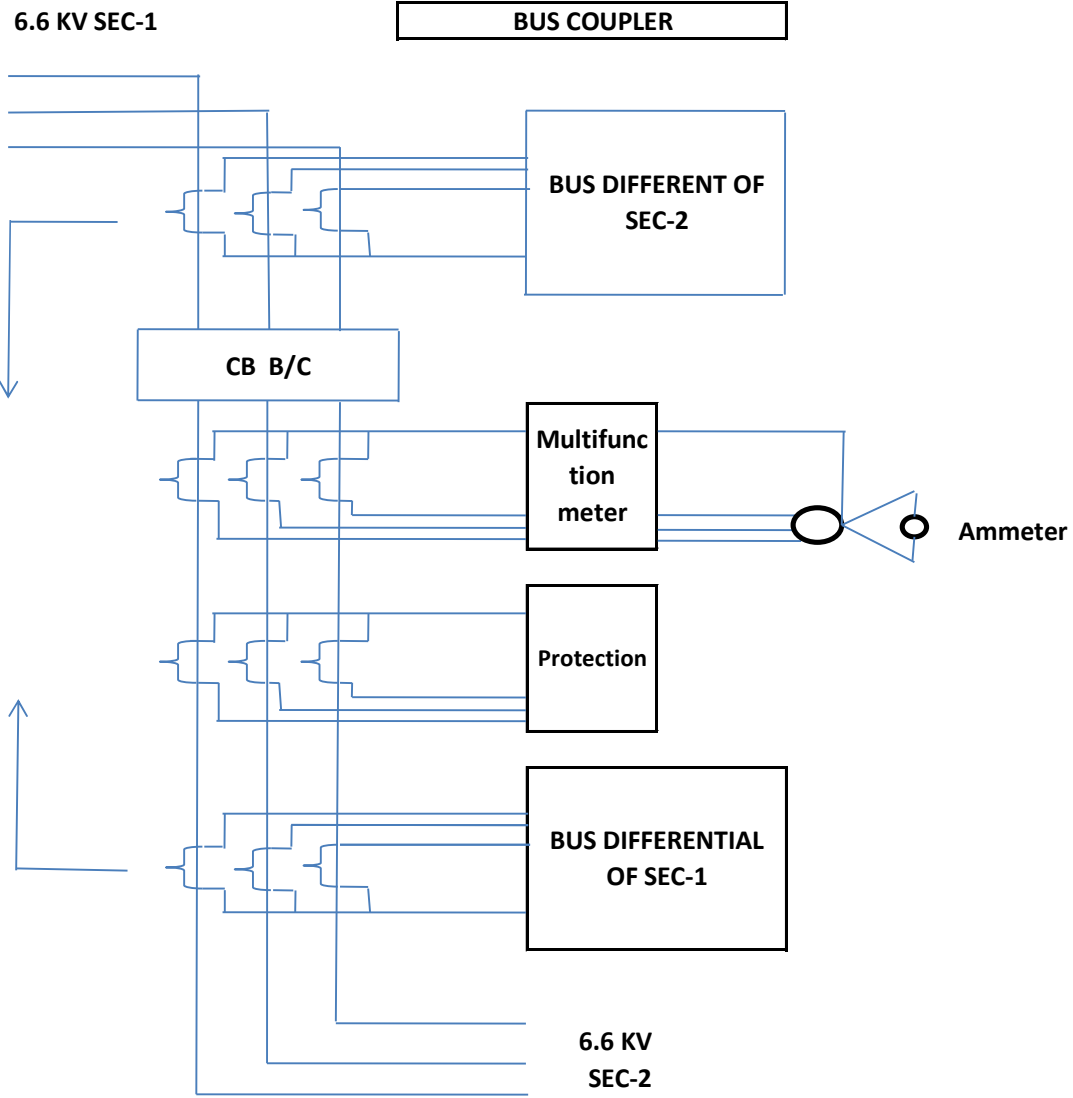 6.6 KV SEC-1
BUS COUPLER
BUS DIFFERENT OF
SEC-2
CB B/C
Multifunc
tion
meter
Ammeter
Protection
BUS DIFFERENTIAL
OF SEC-1
6.6 KV
SEC-2